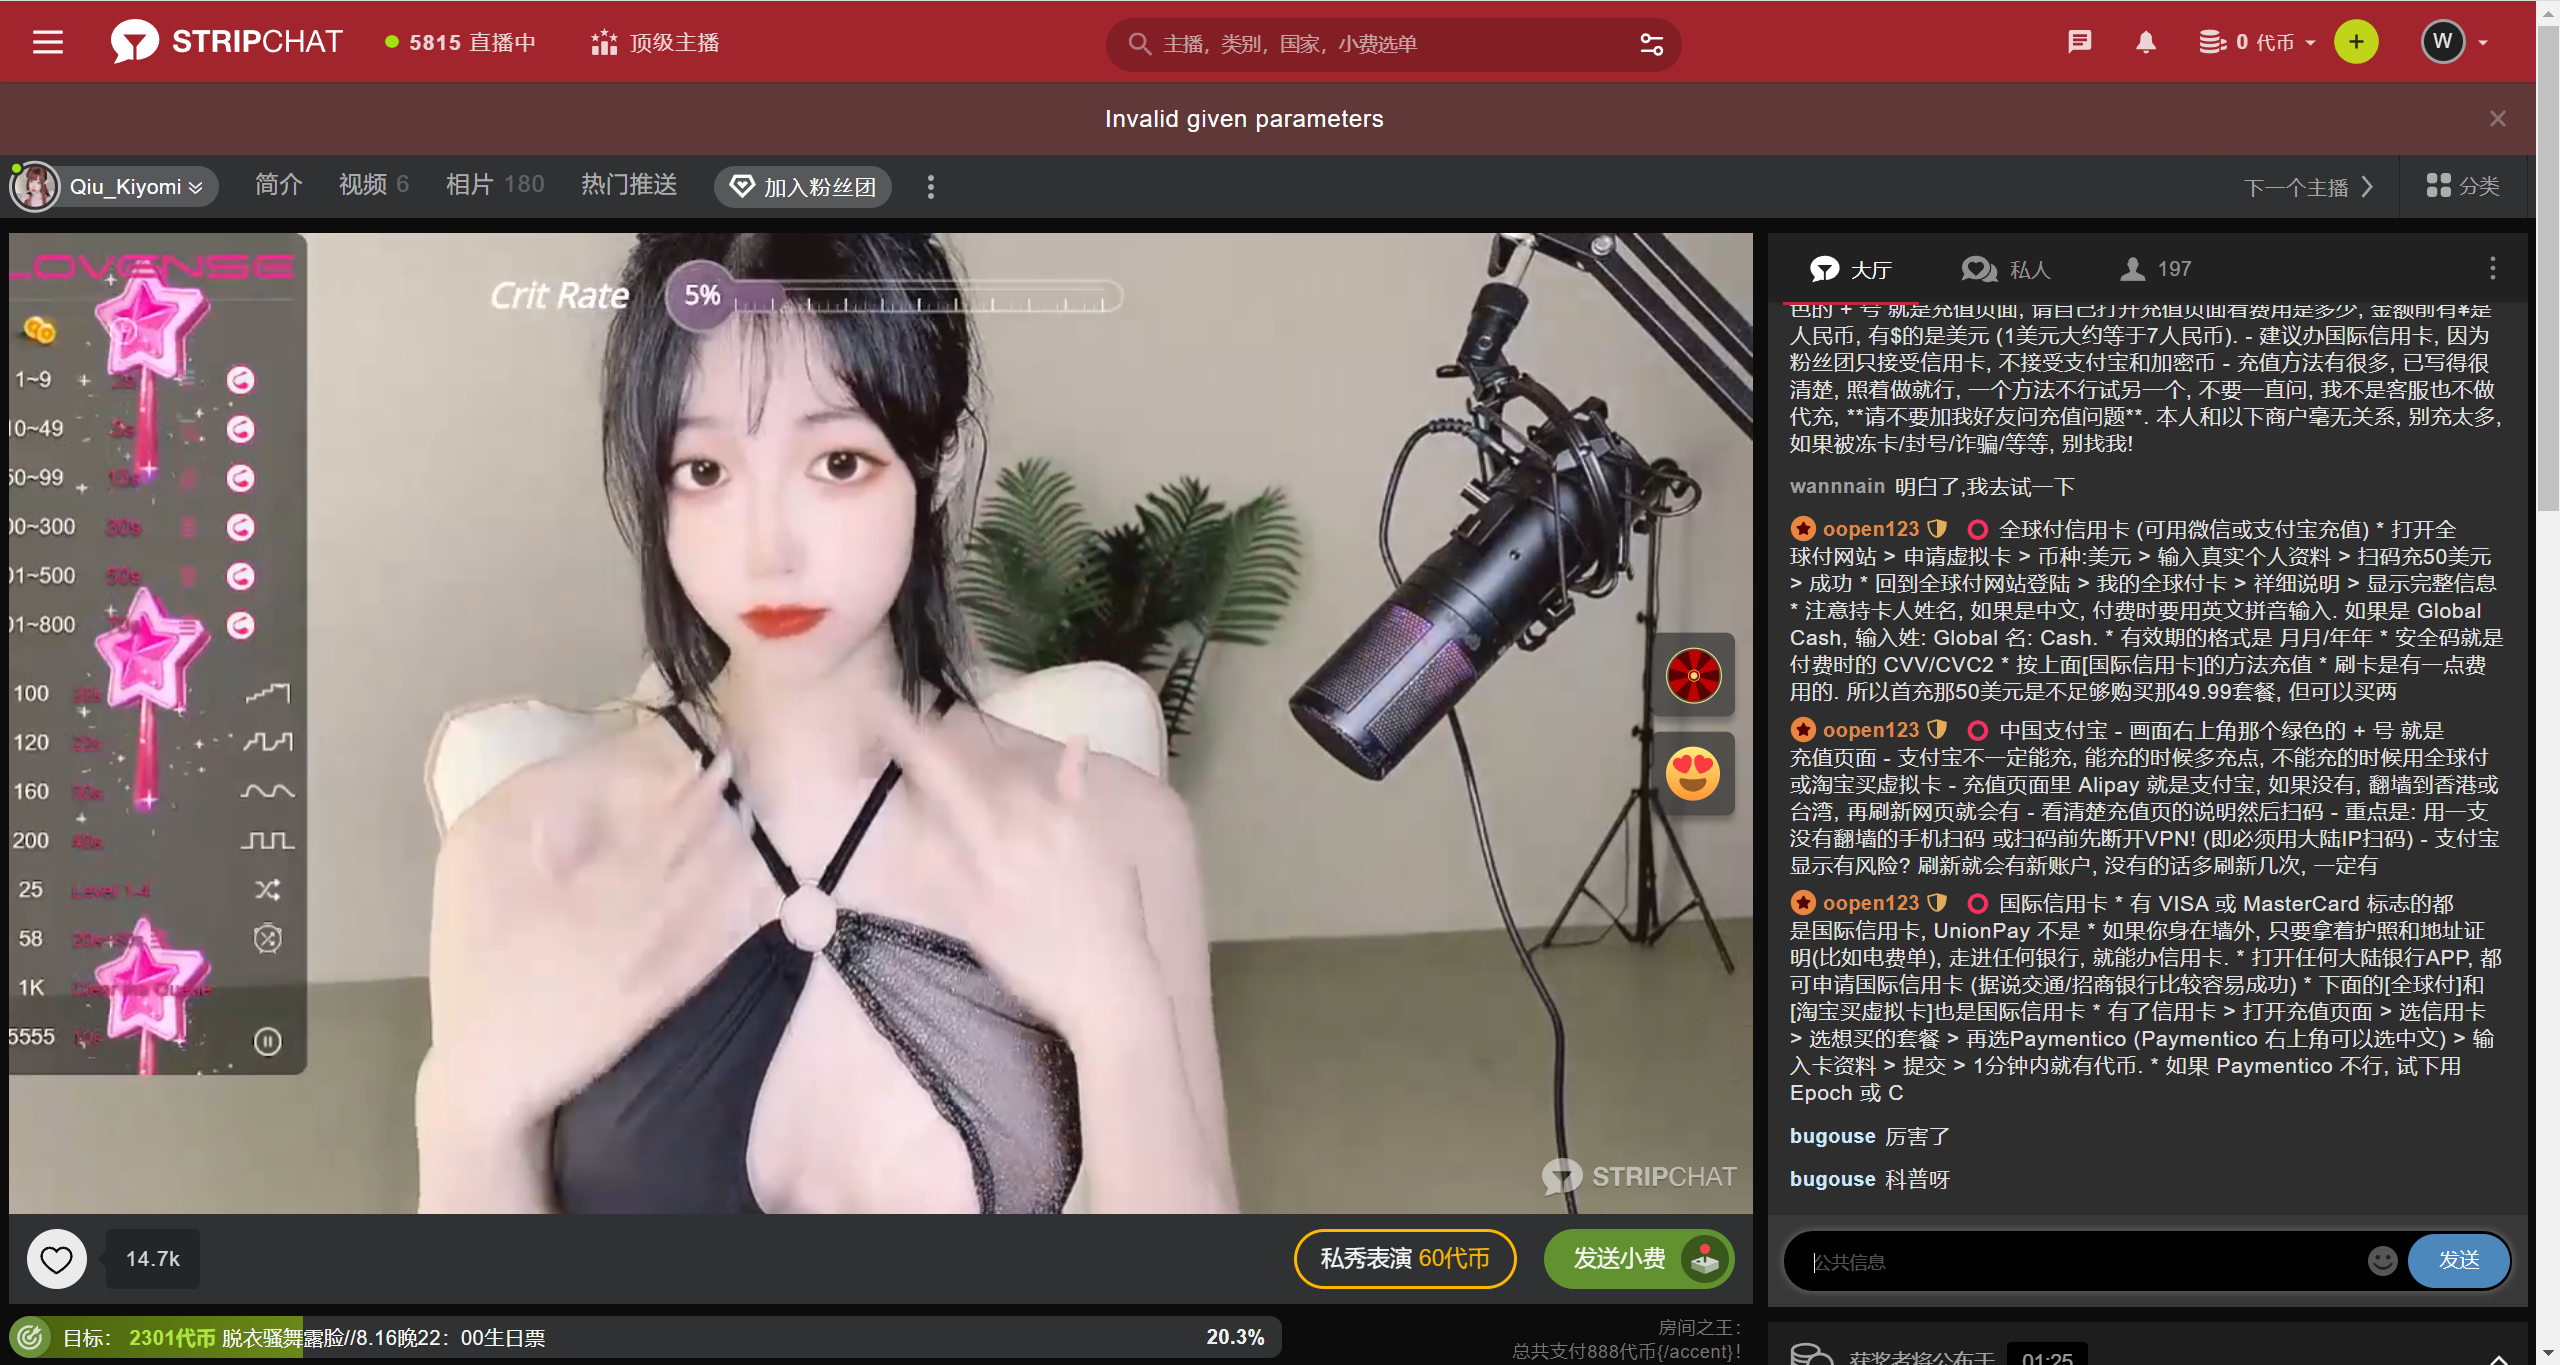 STRIPCHAT
5815 直播中
顶级主播
主播，类别，国家，小费选单
0 代币
W
Invalid given parameters
Qiu_Kiyomi
简介
视频 6
相片 180
热门推送
加入粉丝团
下一个主播
分类
LOVENSE
1~9
10~49
50~99 15s
00~300 30s
01~500 50s
01~800
100
120
160
200
25 Level 1-4
58
1K
5555
Crit Rate 5%
STRIPCHAT
大厅
私人
197
色的 + 号 就是充值页面, 请自己打开充值页面看费用是多少, 金额前有¥是
人民币, 有$的是美元 (1美元大约等于7人民币). - 建议办国际信用卡, 因为
粉丝团只接受信用卡, 不接受支付宝和加密币 - 充值方法有很多, 已写得很
清楚, 照着做就行, 一个方法不行试另一个, 不要一直问, 我不是客服也不做
代充, **请不要加我好友问充值问题**. 本人和以下商户毫无关系, 别充太多,
如果被冻卡/封号/诈骗/等等, 别找我!
wannnain 明白了,我去试一下
oopen123 全球付信用卡 (可用微信或支付宝充值) * 打开全
球付网站 > 申请虚拟卡 > 币种:美元 > 输入真实个人资料 > 扫码充50美元
> 成功 * 回到全球付网站登陆 > 我的全球付卡 > 祥细说明 > 显示完整信息
* 注意持卡人姓名, 如果是中文, 付费时要用英文拼音输入. 如果是 Global
Cash, 输入姓: Global 名: Cash. * 有效期的格式是 月月/年年 * 安全码就是
付费时的 CVV/CVC2 * 按上面[国际信用卡]的方法充值 * 刷卡是有一点费
用的. 所以首充那50美元是不足够购买那49.99套餐, 但可以买两
oopen123 中国支付宝 - 画面右上角那个绿色的 + 号 就是
充值页面 - 支付宝不一定能充, 能充的时候多充点, 不能充的时候用全球付
或淘宝买虚拟卡 - 充值页面里 Alipay 就是支付宝, 如果没有, 翻墙到香港或
台湾, 再刷新网页就会有 - 看清楚充值页的说明然后扫码 - 重点是: 用一支
没有翻墙的手机扫码 或扫码前先断开VPN! (即必须用大陆IP扫码) - 支付宝
显示有风险? 刷新就会有新账户, 没有的话多刷新几次, 一定有
oopen123 国际信用卡 * 有 VISA 或 MasterCard 标志的都
是国际信用卡, UnionPay 不是 * 如果你身在墙外, 只要拿着护照和地址证
明(比如电费单), 走进任何银行, 就能办信用卡. * 打开任何大陆银行APP, 都
可申请国际信用卡 (据说交通/招商银行比较容易成功) * 下面的[全球付]和
[淘宝买虚拟卡]也是国际信用卡 * 有了信用卡 > 打开充值页面 > 选信用卡
> 选想买的套餐 > 再选Paymentico (Paymentico 右上角可以选中文) > 输
入卡资料 > 提交 > 1分钟内就有代币. * 如果 Paymentico 不行, 试下用
Epoch 或 C
bugouse 厉害了
bugouse 科普呀
公共信息
发送
14.7k
私秀表演 60代币
发送小费
目标： 2301代币 脱衣骚舞露脸//8.16晚22：00生日票
20.3%
房间之王：
总共支付888代币{/accent}！
获奖者将公布于 01:25